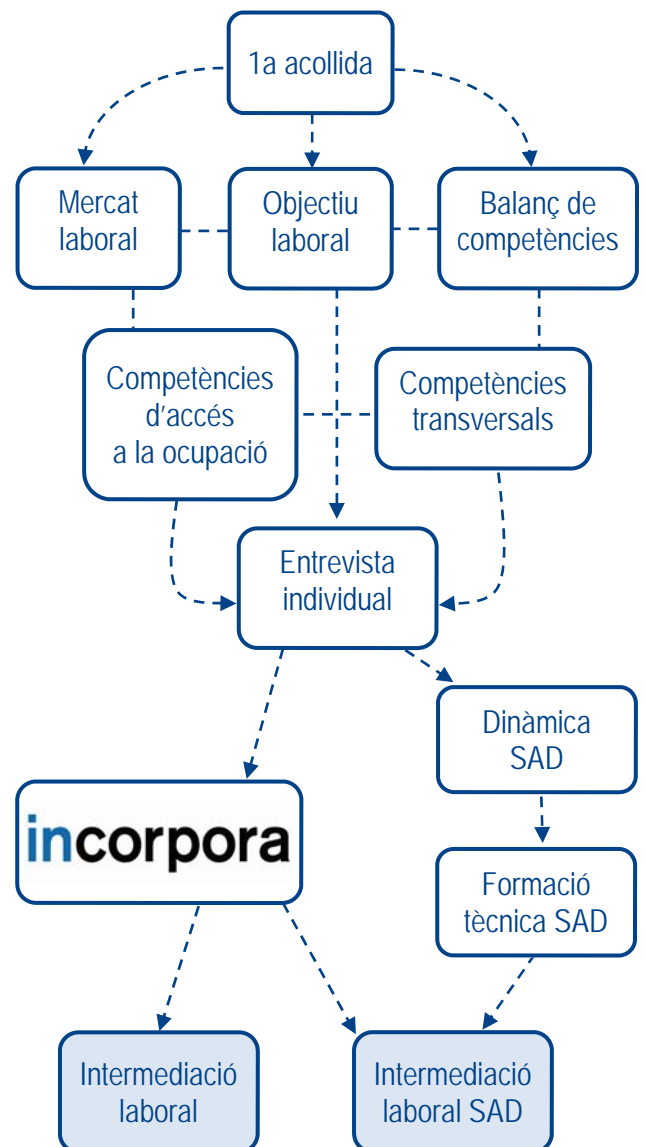 1a acollida
Mercat
laboral
Objectiu
laboral
Balanç de
competències
Competències
d'accés
a la ocupació
Competències
transversals
Entrevista
individual
Dinàmica
SAD
incorpora
Formació
tècnica SAD
Intermediació
laboral
Intermediació
laboral SAD